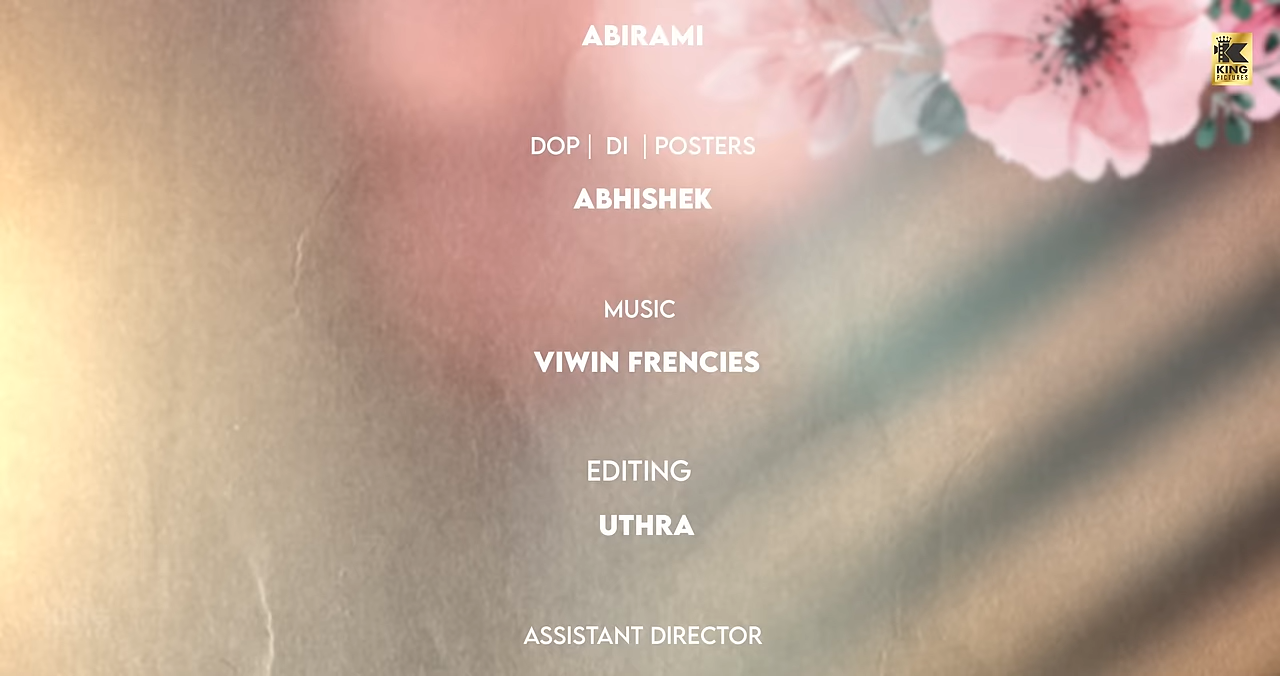 ABIRAMI
KING
PICTURES
DOP | DI | POSTERS
ABHISHEK
MUSIC
VIWIN FRENCIES
EDITING
UTHRA
ASSISTANT DIRECTOR